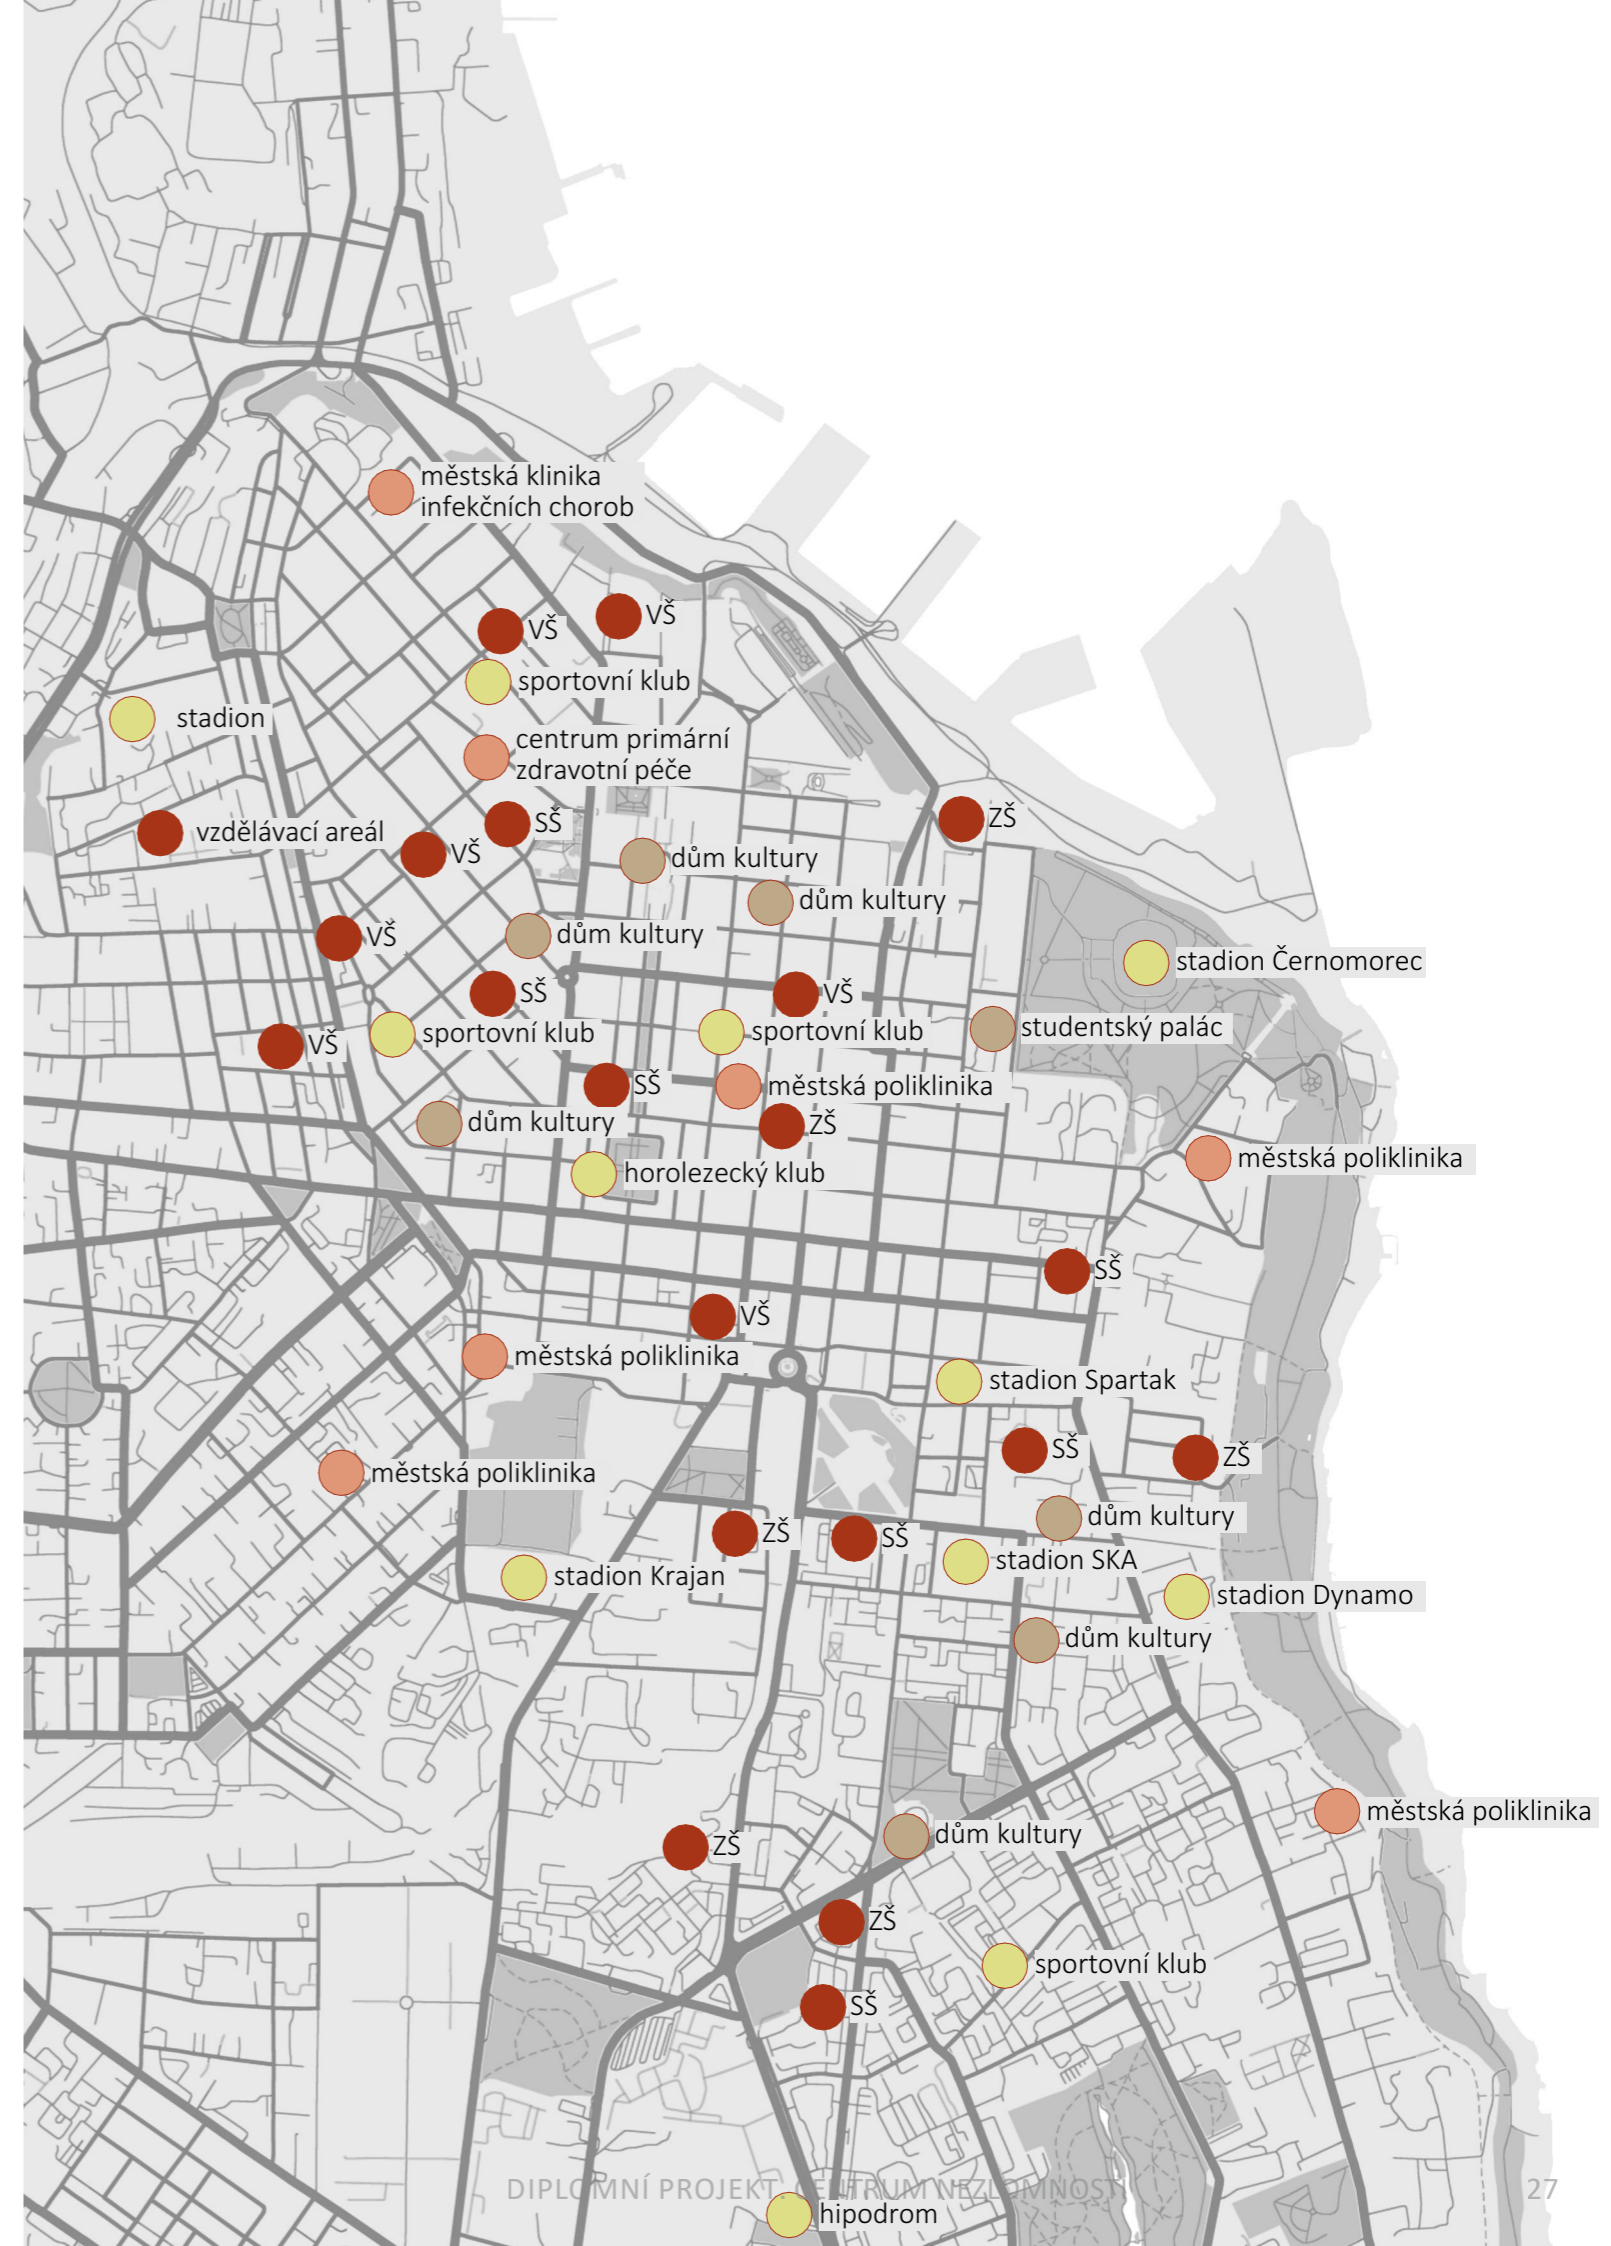 městská klinika
infekčních chorob
VŠ
VŠ
sportovní klub
stadion
centrum primární
zdravotní péče
SŠ
ZŠ
vzdělávací areál
VŠ
dům kultury
dům kultury
VŠ
dům kultury
stadion Černomorec
SŠ
VŠ
VŠ
sportovní klub
sportovní klub
studentský palác
SŠ
městská poliklinika
dům kultury
ZŠ
městská poliklinika
horolezecký klub
SŠ
VŠ
městská poliklinika
stadion Spartak
SŠ
ZŠ
městská poliklinika
dům kultury
ZŠ
SŠ
stadion SKA
stadion Krajan
stadion Dynamo
dům kultury
městská poliklinika
dům kultury
ZŠ
ZŠ
sportovní klub
SŠ
DIPLOMNÍ PROJEKT: CENTRUM NEZLOMNOSTI
27
hipodrom